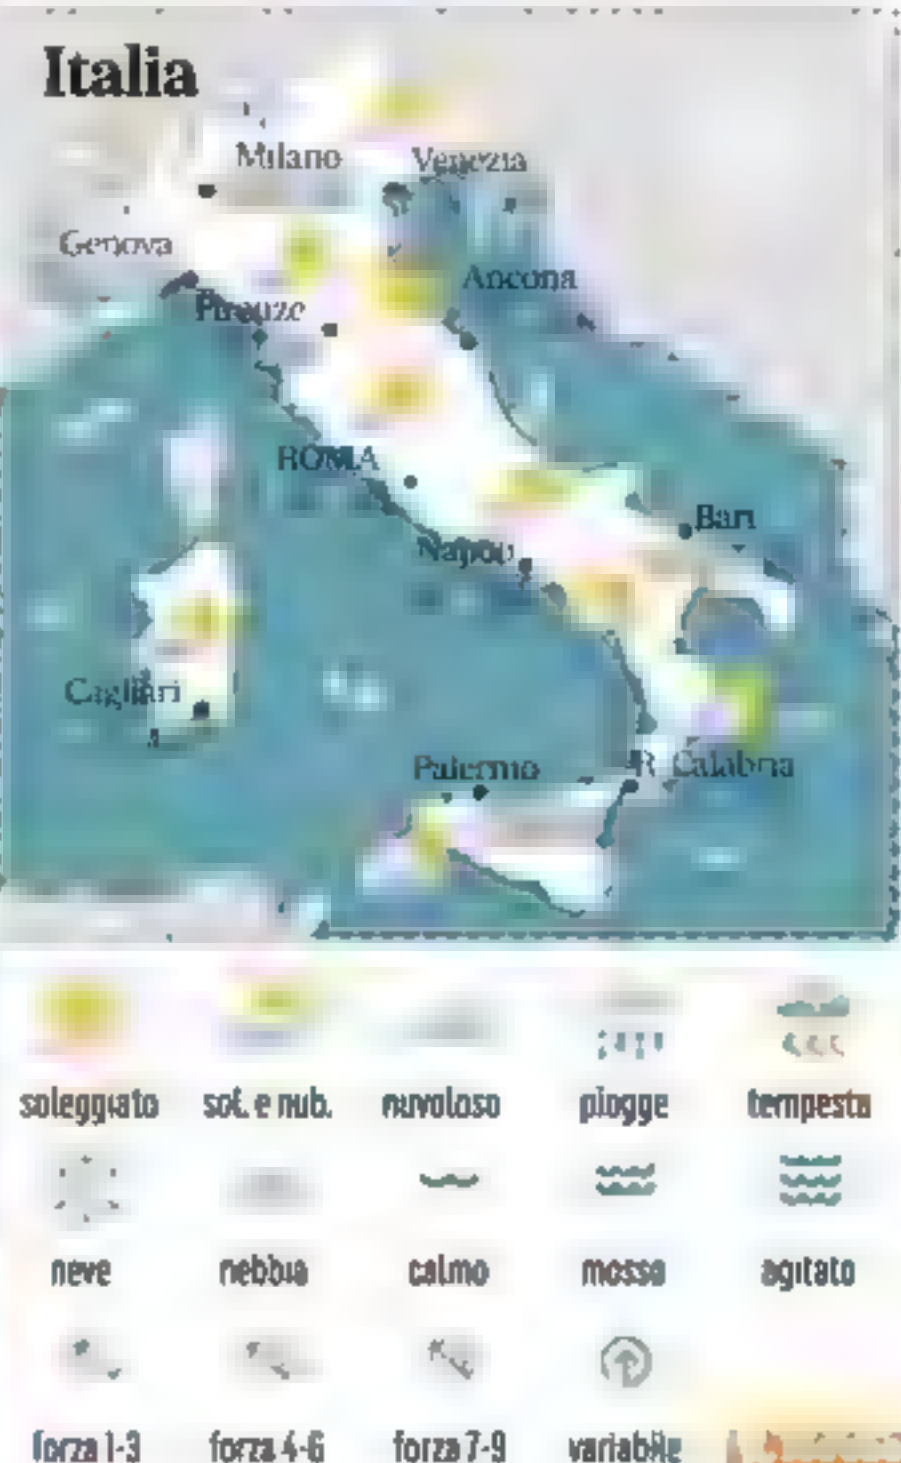 Italia
Milano
Venezia
Genova
Ancona
Firenze
ROMA
Bari
Napoli
Cagliari
Palermo
R. Calabria
soleggiato sol. e nub. nuvoloso piogge tempesta
neve nebbia calmo mosso agitato
forza 1-3 forza 4-6 forza 7-9 variabile